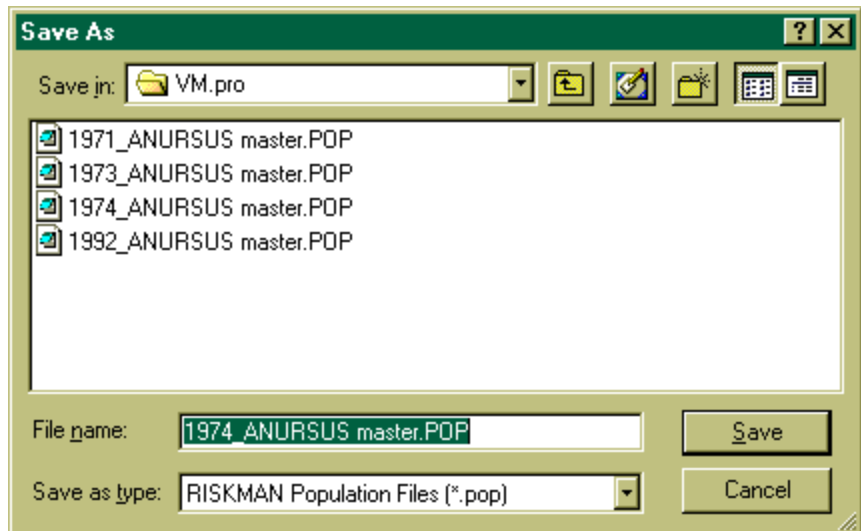 Save As
Save in: VM.pro
1971_ANURSUS master.POP
1973_ANURSUS master.POP
1974_ANURSUS master.POP
1992_ANURSUS master.POP
File name: 1974_ANURSUS master.POP Save
Save as type: RISKMAN Population Files (*.pop) Cancel